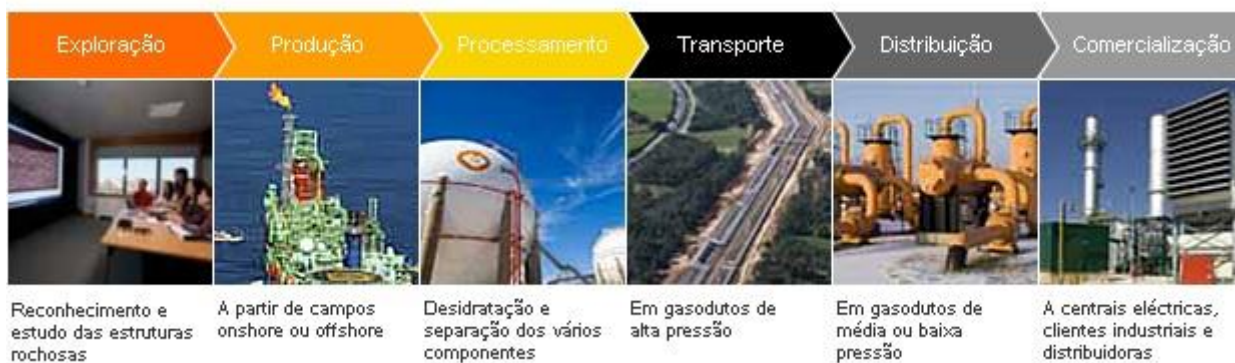 Exploração
Produção
Processamento
Transporte
Distribuição
Comercialização
Reconhecimento e
estudo das estruturas
rochosas
A partir de campos
onshore ou offshore
Desidratação e
separação dos vários
componentes
Em gasodutos de
alta pressão
Em gasodutos de
média ou baixa
pressão
A centrais eléctricas,
clientes industriais e
distribuidoras